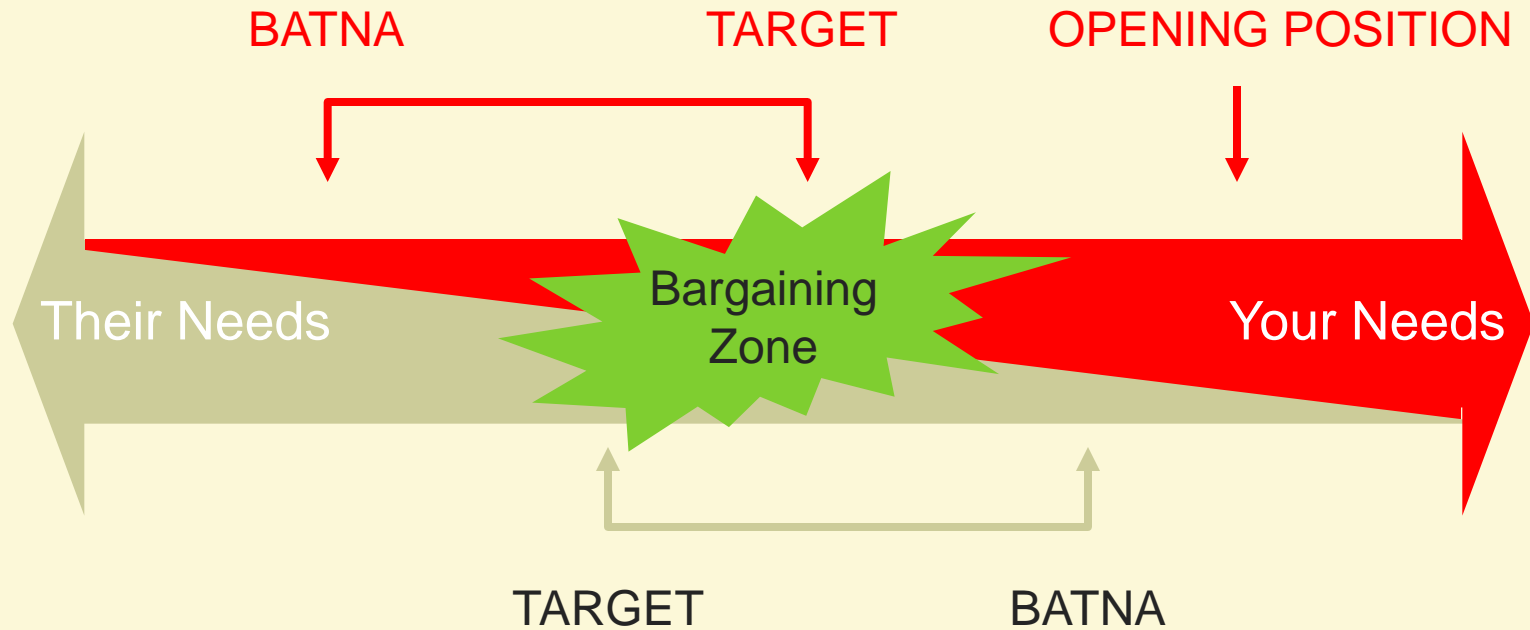 BATNA TARGET OPENING POSITION
Their Needs
Bargaining
Zone
Your Needs
TARGET BATNA